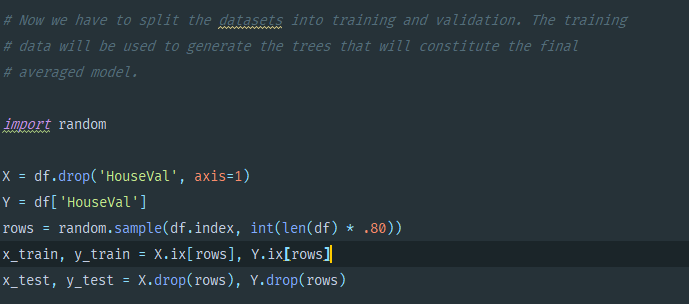 # Now we have to split the datasets into training and validation. The training
# data will be used to generate the trees that will constitute the final
# averaged model.
import random
X = df.drop('HouseVal', axis=1)
Y = df['HouseVal']
rows = random.sample(df.index, int(len(df) * .80))
x_train, y_train = X.ix[rows], Y.ix[rows]
x_test, y_test = X.drop(rows), Y.drop(rows)